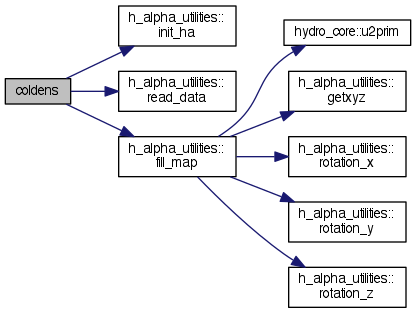 coldens
h_alpha_utilities::
init_ha
h_alpha_utilities::
read_data
h_alpha_utilities::
fill_map
hydro_core::u2prim
h_alpha_utilities::
getxyz
h_alpha_utilities::
rotation_x
h_alpha_utilities::
rotation_y
h_alpha_utilities::
rotation_z